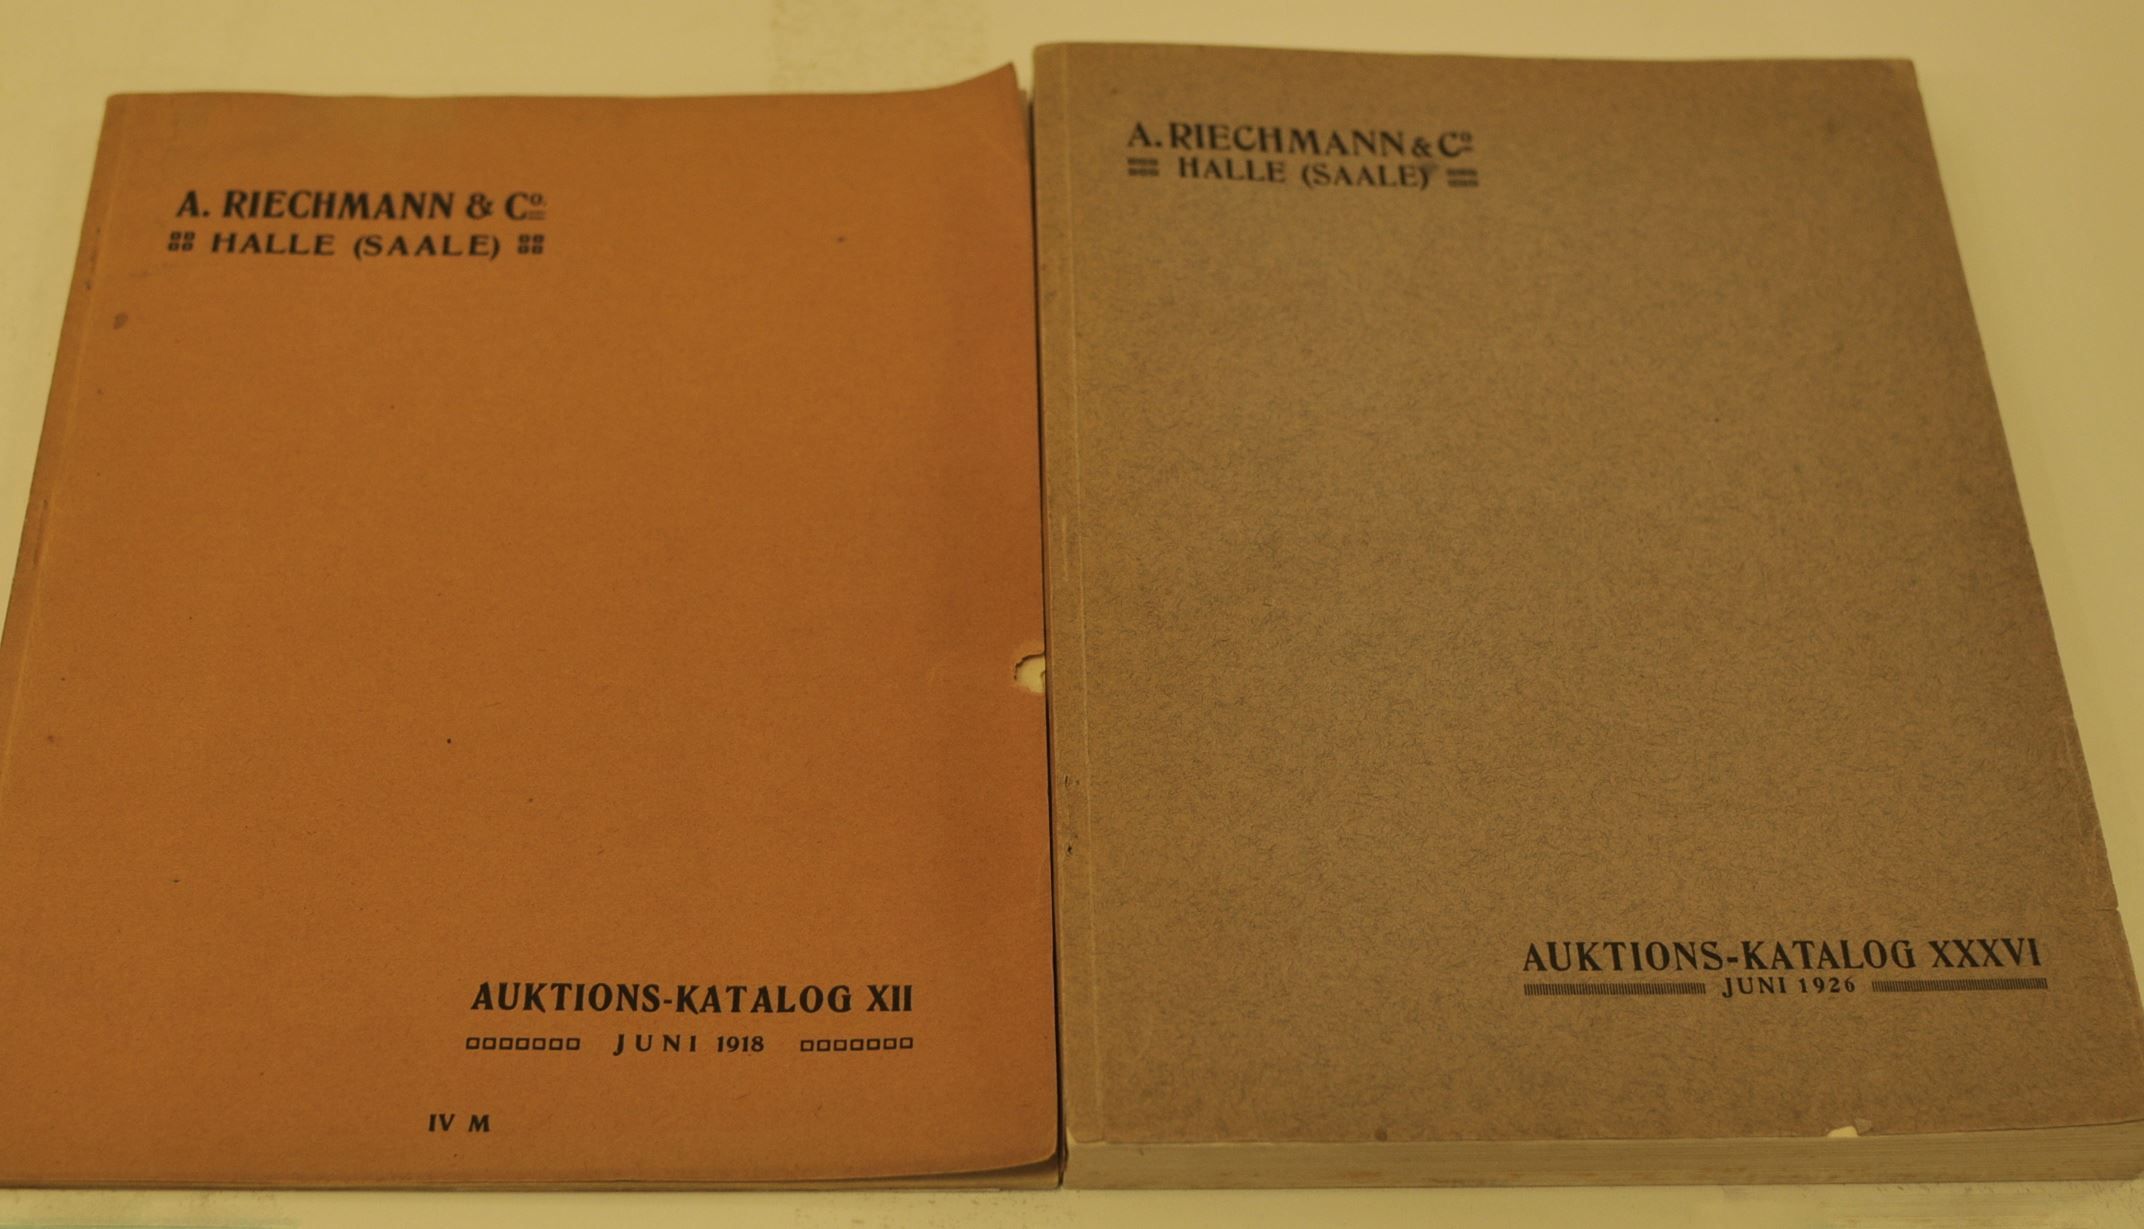 A. RIECHMANN & Co.
HALLE (SAALE)
AUKTIONS-KATALOG XII
JUNI 1918
IV M
A. RIECHMANN & Co
HALLE (SAALE)
AUKTIONS-KATALOG XXXVI
JUNI 1926